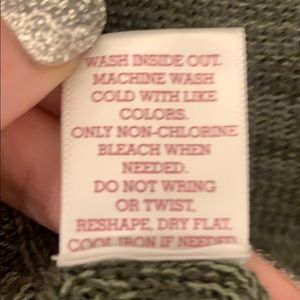 WASH INSIDE OUT.
MACHINE WASH
COLD WITH LIKE
COLORS.
ONLY NON-CHLORINE
BLEACH WHEN
NEEDED.
DO NOT WRING
OR TWIST,
RESHAPE, DRY FLAT,
COOL IRON IF NEEDED